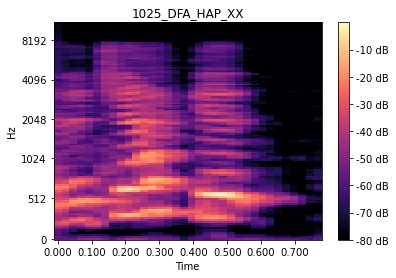 1025_DFA_HAP_XX
8192
4096
2048
1024
512
0
Hz
0.000 0.100 0.200 0.300 0.400 0.500 0.600 0.700
Time
-10 dB
-20 dB
-30 dB
-40 dB
-50 dB
-60 dB
-70 dB
-80 dB